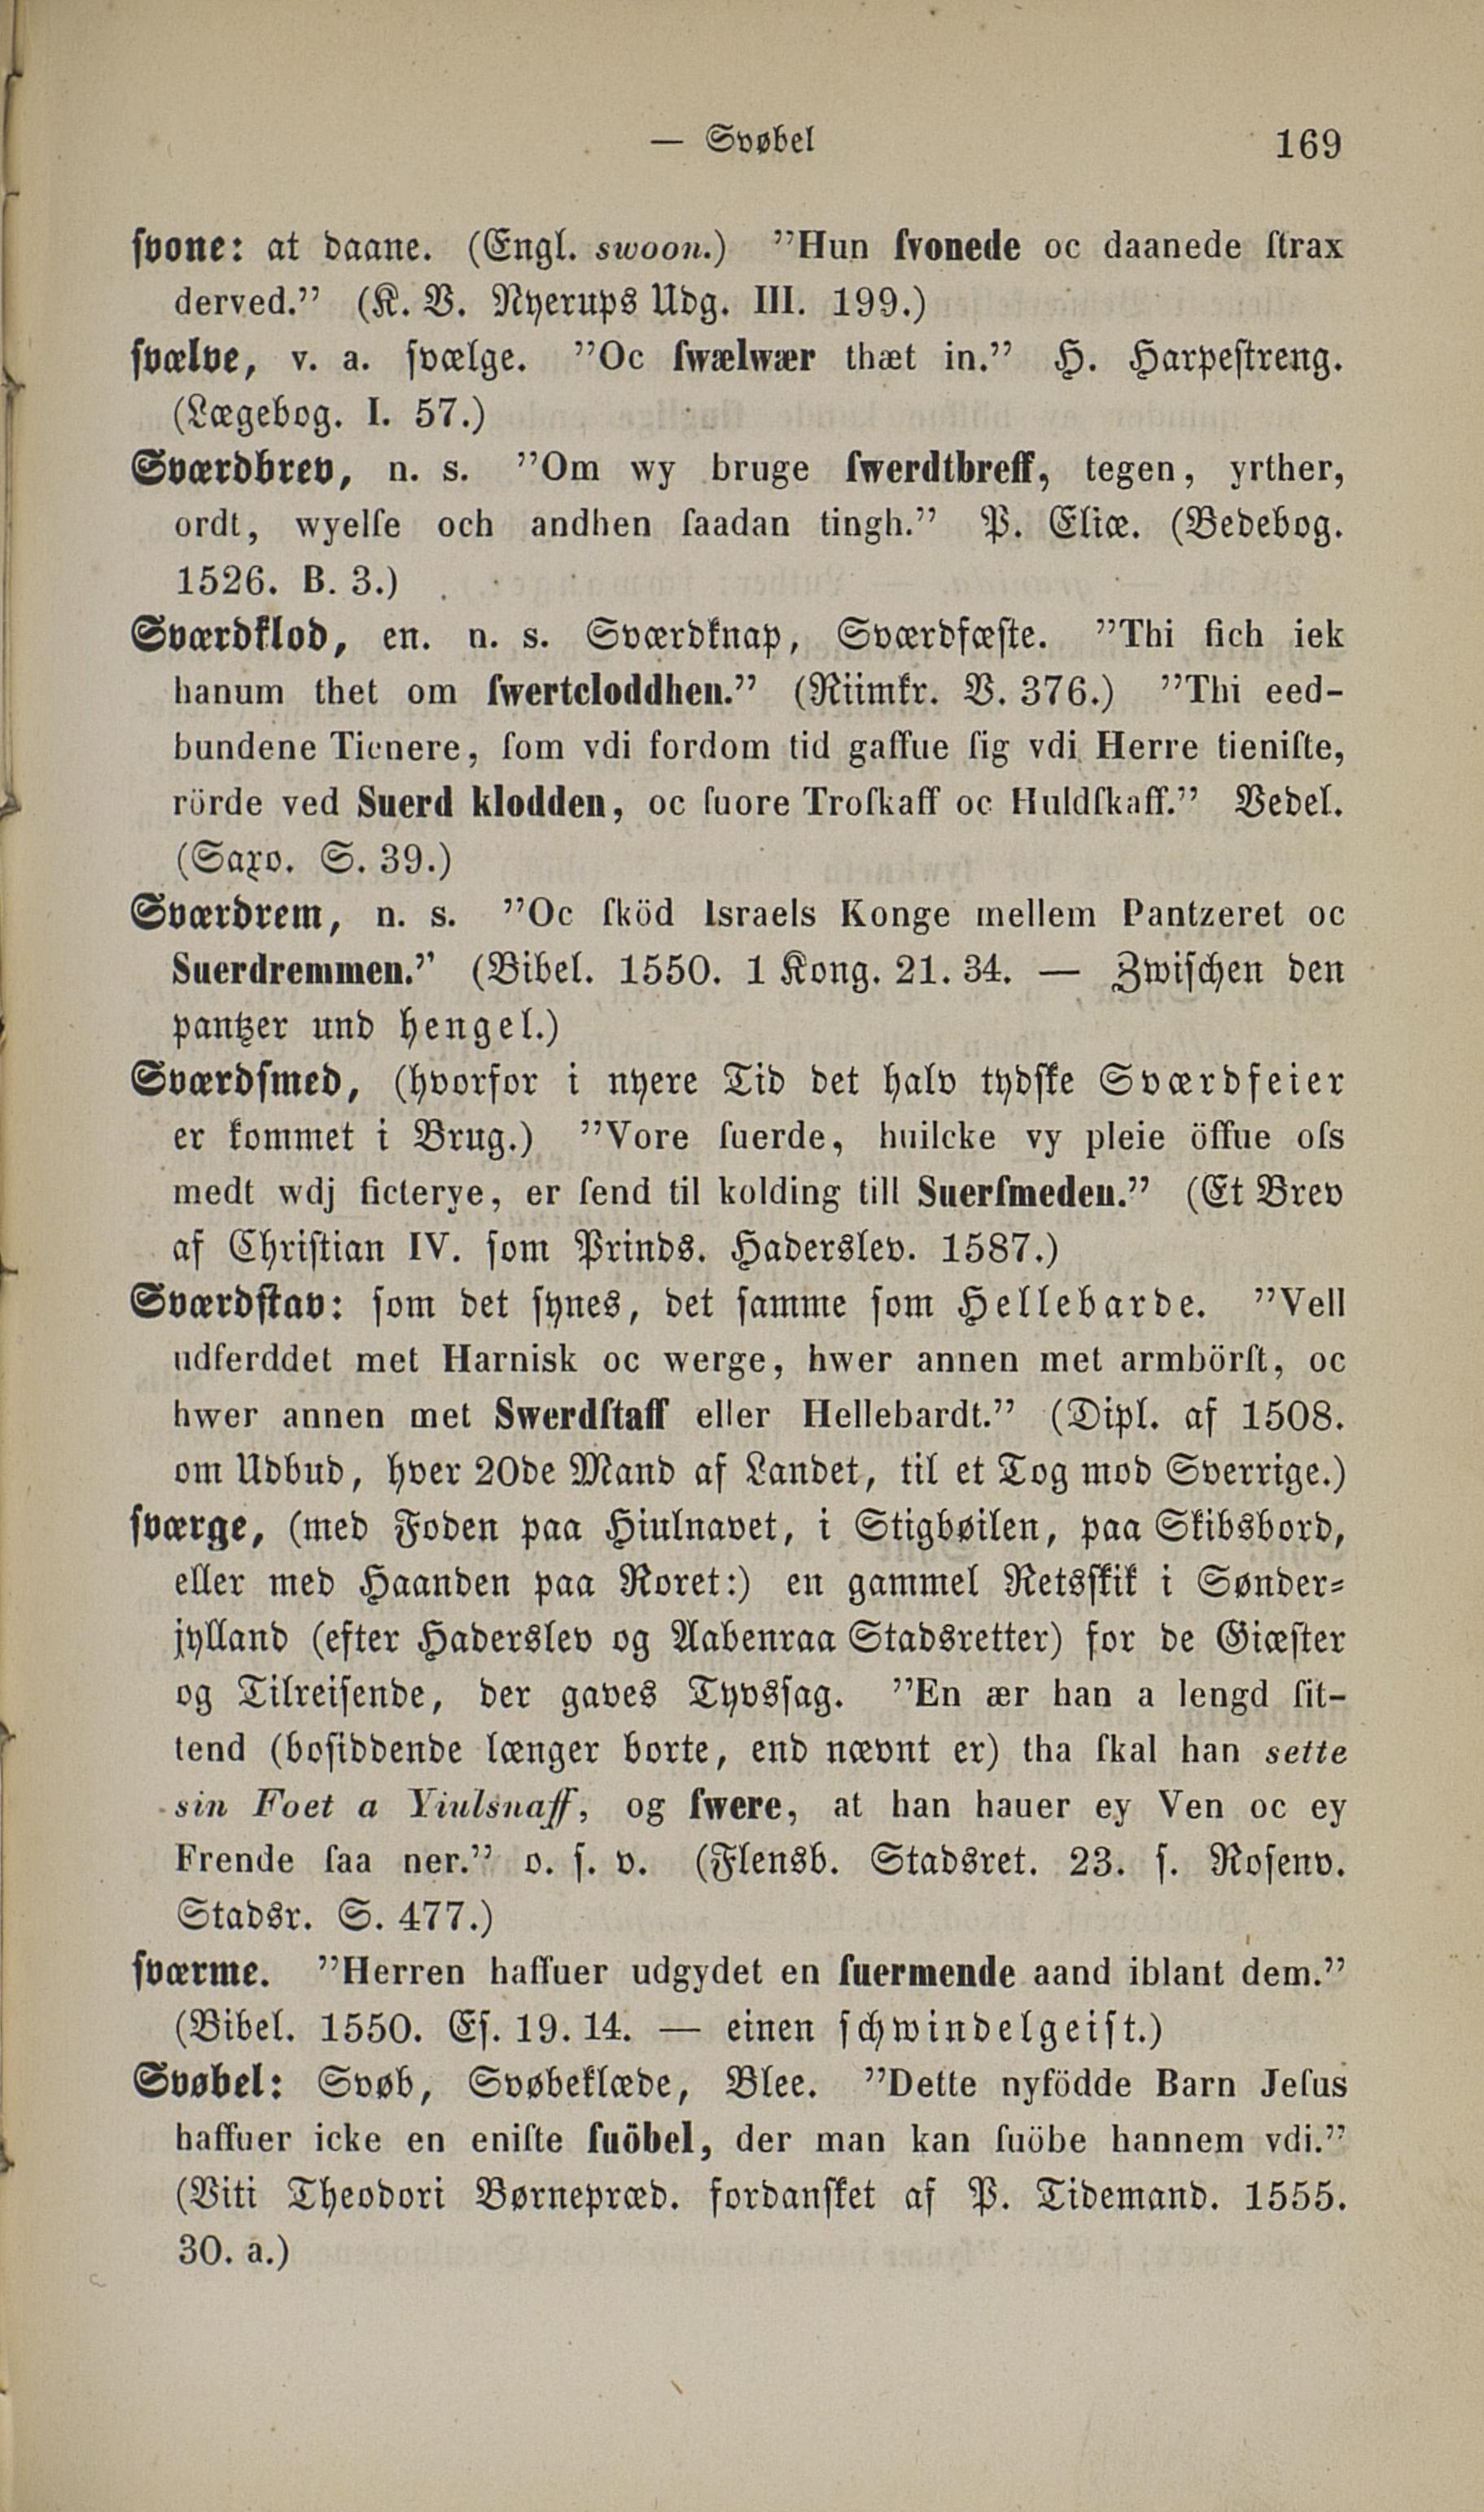 — Svøbel 169
ſvone: at daane. (Engl. swoon.) ”Hun ſvonede oc daanede ſtrax
derved.” (K. V. Nyerups Udg. III. 199.)
ſvælve, v. a. ſvælge. ”Oc ſwælwær thæt in.” H. Harpeſtreng.
(Lægebog. I. 57.)
Sværdbrev, n. s. ”Om wy bruge ſwerdtbreff, tegen, yrther,
ordt, wyelſe och andhen ſaadan tingh.” P. Eliæ. (Bedebog.
1526. B. 3.)
Sværdklod, en. n. s. Sværdknap, Sværdfæſte. ”Thi fich iek
hanum thet om ſwertcloddhen.” (Riimkr. V. 376.) ”Thi eed-
bundene Tienere, ſom vdi fordom tid gaffue ſig vdi Herre tieniſte,
rörde ved Suerd klodden, oc ſuore Troſkaff oc Huldſkaff.” Vedel.
(Saxo. S. 39.)
Sværdrem, n. s. ”Oc ſköd Israels Konge mellem Pantzeret oc
Suerdremmen.” (Bibel. 1550. 1 Kong. 21. 34. — Zwiſchen den
pantzer und hengel.)
Sværdſmed, (hvorfor i nyere Tid det halv tydſke Sværdfeier
er kommet i Brug.) ”Vore ſuerde, huilcke vy pleie öffue oſs
medt wdj ficterye, er ſend til kolding till Suerſmeden.” (Et Brev
af Chriſtian IV. ſom Prinds. Haderslev. 1587.)
Sværdſtav: ſom det ſynes, det ſamme ſom Hellebarde. ”Vell
udferddet met Harnisk oc werge, hwer annen met armbörſt, oc
hwer annen met Swerdſtaff eller Hellebardt.” (Dipl. af 1508.
om Udbud, hver 20de Mand af Landet, til et Tog mod Sverrige.)
ſværge, (med Foden paa Hiulnavet, i Stigbøilen, paa Skibsbord,
eller med Haanden paa Roret:) en gammel Retsſkik i Sønder-
jylland (efter Haderslev og Aabenraa Stadsretter) for de Giæſter
og Tilreiſende, der gaves Tyvsſag. ”En ær han a lengd ſit-
tend (boſiddende længer borte, end nævnt er) tha ſkal han sette
sin Foet a Yiulsnaff, og ſwere, at han hauer ey Ven oc ey
Frende ſaa ner.” o. ſ. v. (Flensb. Stadsret. 23. ſ. Roſenv.
Stadsr. S. 477.)
ſværme. ”Herren haffuer udgydet en ſuermende aand iblant dem.”
(Bibel. 1550. Eſ. 19. 14. — einen ſchwindelgeiſt.)
Svøbel: Svøb, Svøbeklæde, Blee. ”Dette nyfödde Barn Jeſus
haffuer icke en eniſte ſuöbel, der man kan ſuöbe hannem vdi.”
(Viti Theodori Børnepræd. fordanſket af P. Tidemand. 1555.
30. a.)